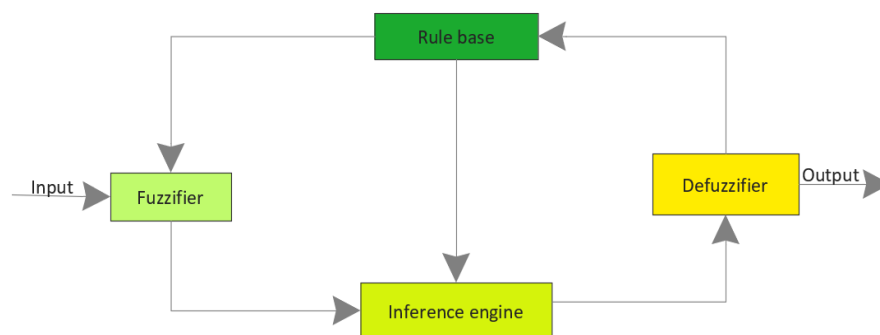 Rule base
Input
Fuzzifier
Defuzzifier
Output
Inference engine